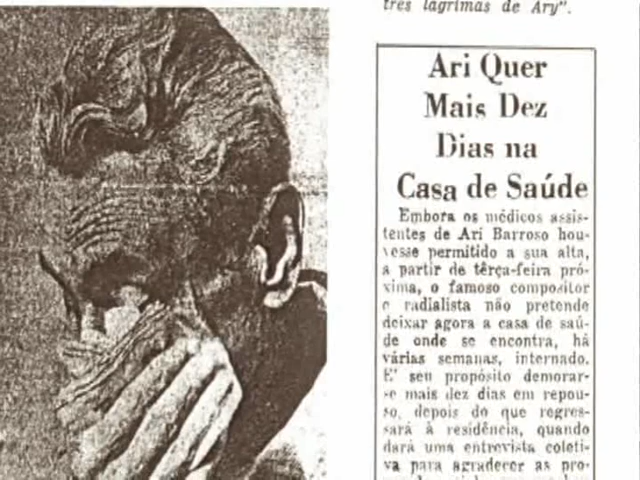 três lágrimas de Ary".
Ari Quer
Mais Dez
Dias na
Casa de Saúde
Embora os médicos assis-
tentes de Ari Barroso hou-
vesse permitido a sua alta,
a partir de têrça-feira pró-
xima, o famoso compositor
e radialista não pretende
deixar agora a casa de saú-
de onde se encontra, há
várias semanas, internado.
E' seu propósito demorar-
se mais dez dias em repou-
so, depois do que regres-
sará à residência, quando
dará uma entrevista coleti-
va para agradecer as pro-